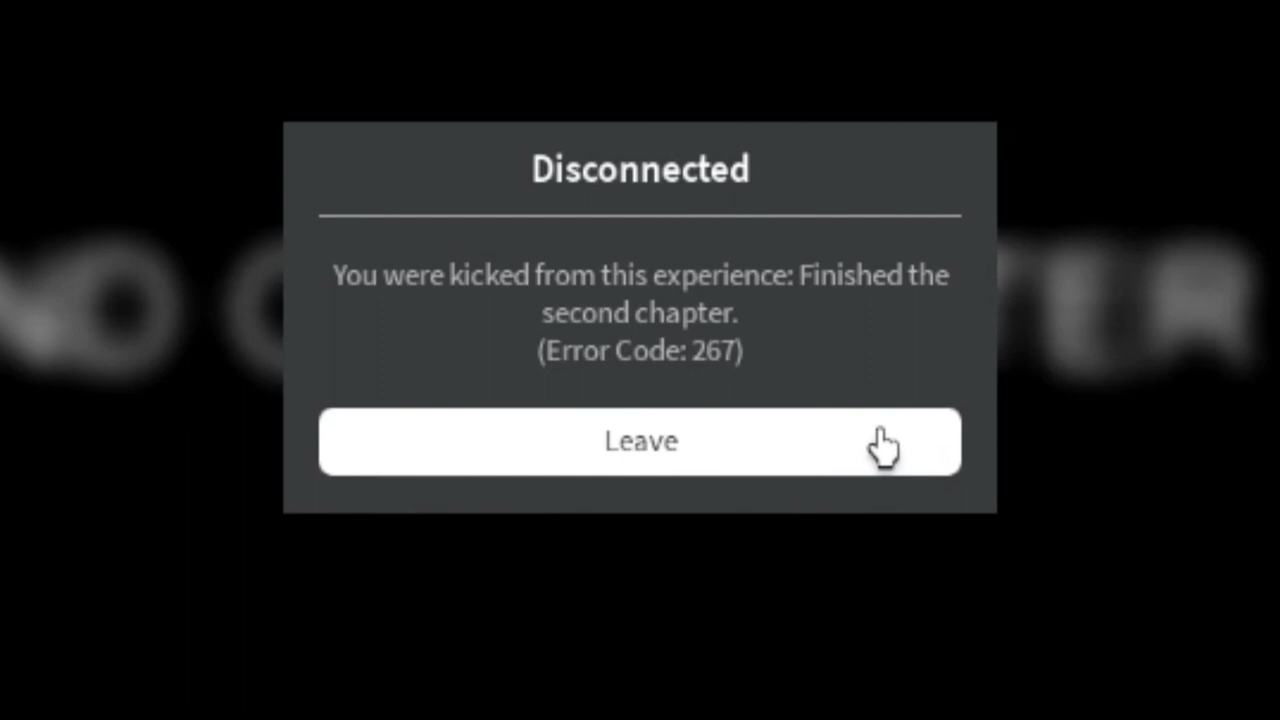 Disconnected
You were kicked from this experience: Finished the
second chapter.
(Error Code: 267)
Leave